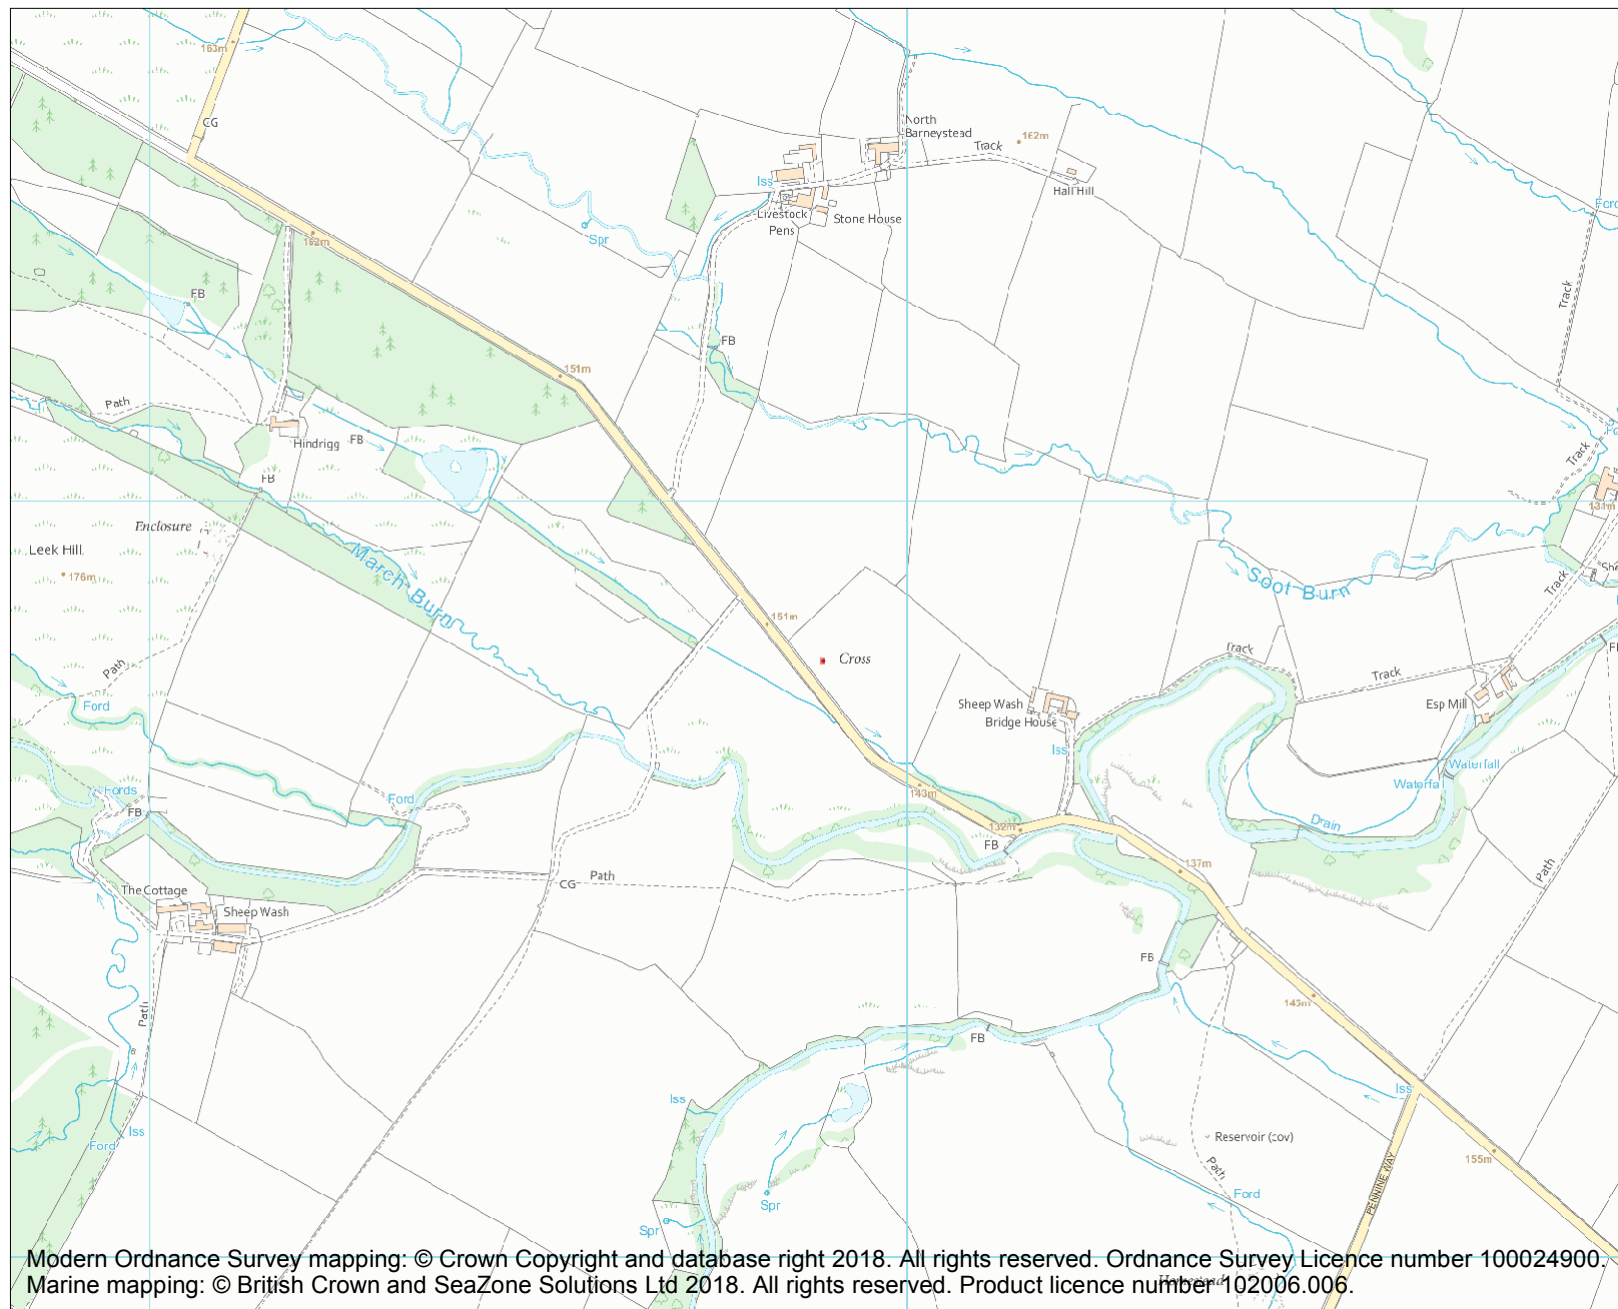 163m
CG
North
Barneystead
162m
Track
Iss
Hall Hill
Livestock
Pens
Stone House
Ford
162m
Spr
FB
Track
FB
151m
Path
Hindrigg
FB
FB
Track
131m
Enclosure
Leek Hill
176m
March Burn
Soot Burn
Track
151m
Cross
Track
Track
Path
Ford
Sheep Wash
Bridge House
Esp Mill
Iss
Waterfall
Fords
Ford
143m
FB
Drain
132m
FB
137m
Path
CG
Path
The Cottage
Sheep Wash
FB
145m
Path
FB
Iss
Iss
Iss
Ford
Reservoir (cov)
Path
155m
PENNINE WAY
Ford
Spr
Spr
Modern Ordnance Survey mapping: © Crown Copyright and database right 2018. All rights reserved. Ordnance Survey Licence number 100024900.
Marine mapping: © British Crown and SeaZone Solutions Ltd 2018. All rights reserved. Product licence number 102006.006.